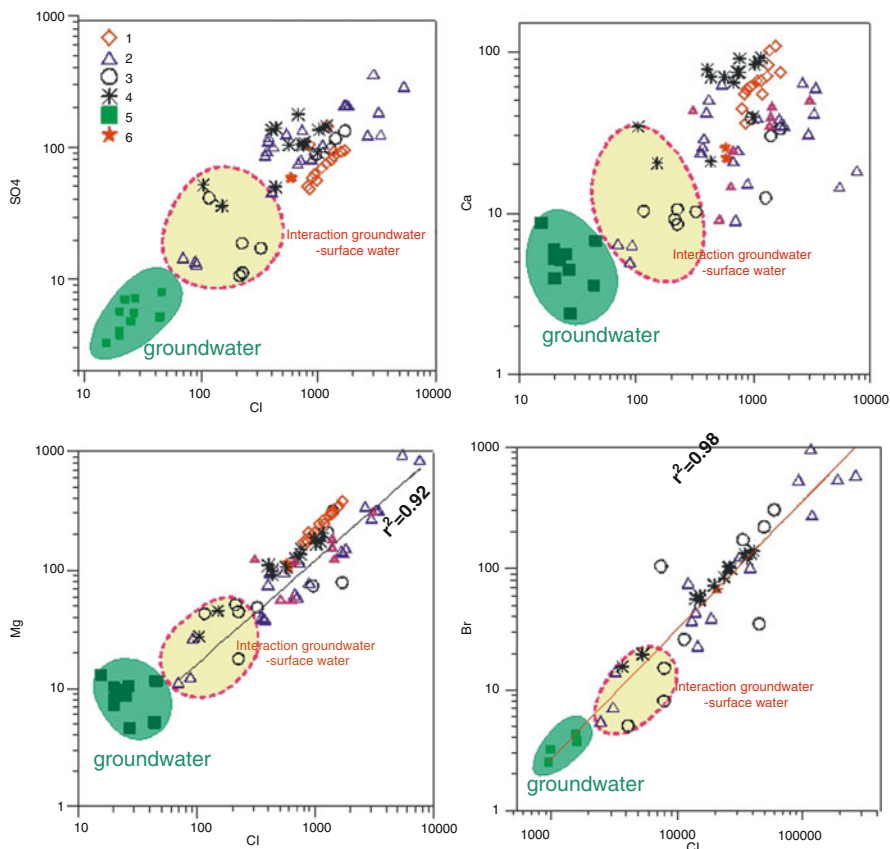 1000
SO4
100
10
1
2
3
4
5
6
Interaction groundwater
-surface water
groundwater
10
100
1000
10000
Cl
100
Ca
10
1
Interaction groundwater
-surface water
groundwater
10
100
1000
10000
Cl
1000
Mg
100
10
1
r²=0.92
Interaction groundwater
-surface water
groundwater
10
100
1000
10000
Cl
r²=0.98
1000
Br
100
10
1
Interaction groundwater
-surface water
groundwater
1000
10000
100000
Cl